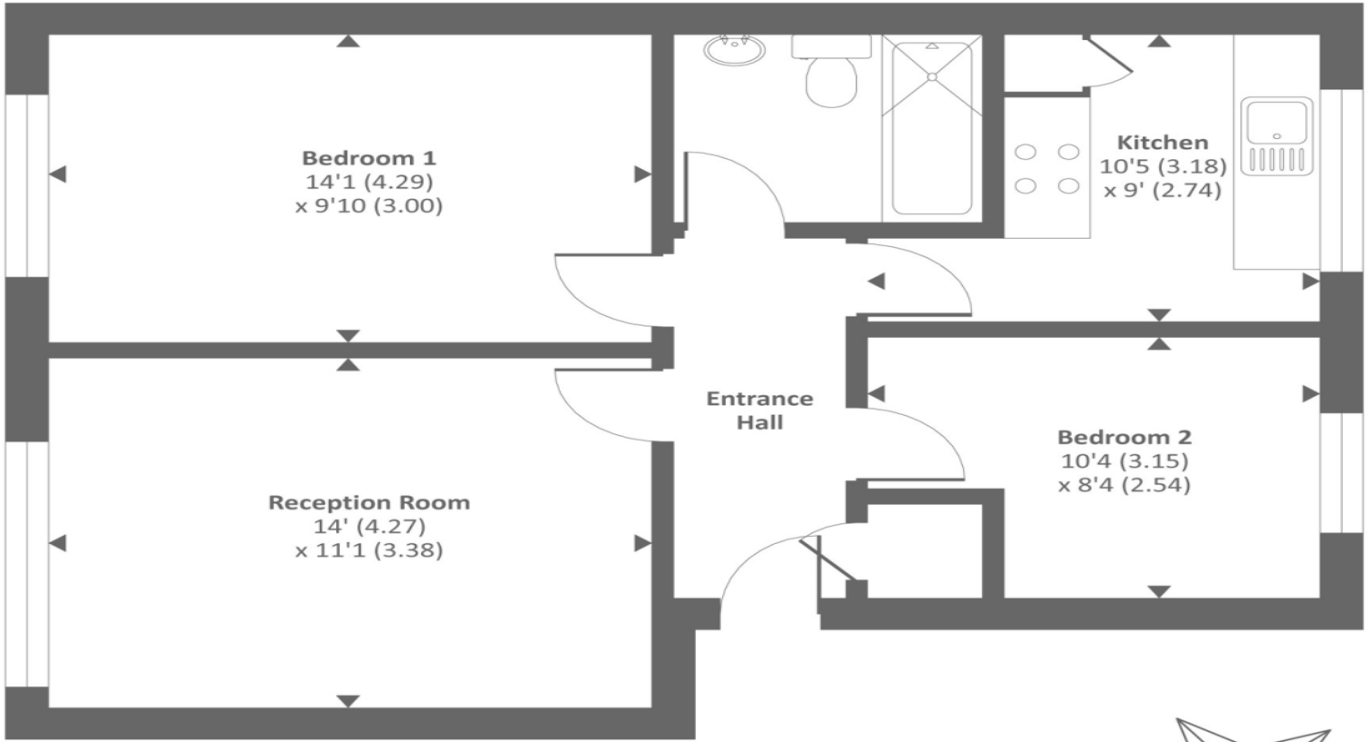 Bedroom 1
14'1 (4.29)
x 9'10 (3.00)
Kitchen
10'5 (3.18)
x 9' (2.74)
Entrance
Hall
Bedroom 2
10'4 (3.15)
x 8'4 (2.54)
Reception Room
14' (4.27)
x 11'1 (3.38)